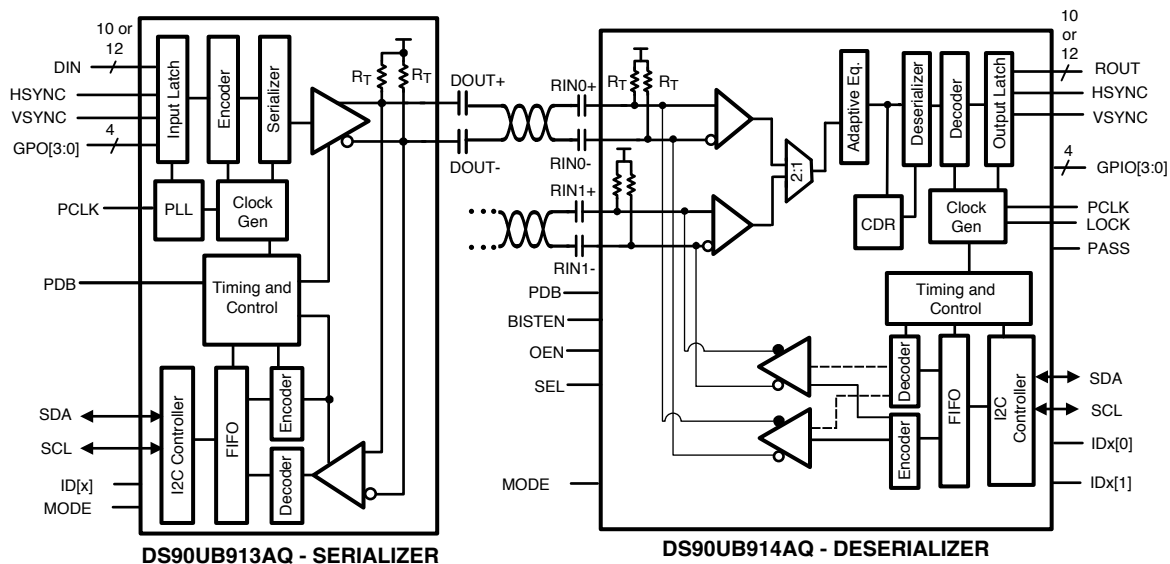 10 or
12
DIN
HSYNC
VSYNC
4
GPO[3:0]
PCLK
PDB
SDA
SCL
ID[x]
MODE
Input Latch
Encoder
Serializer
PLL
Clock
Gen
Timing and
Control
I2C Controller
FIFO
Encoder
Decoder
RT
RT
DOUT+
DOUT-
DS90UB913AQ - SERIALIZER
RIN0+
RIN0-
RIN1+
RIN1-
RT
RT
PDB
BISTEN
OEN
SEL
MODE
2:1
Adaptive Eq.
Deserializer
Decoder
Output Latch
CDR
Clock
Gen
Timing and
Control
Decoder
Encoder
FIFO
I2C
Controller
10
or
12
ROUT
HSYNC
VSYNC
4
GPIO[3:0]
PCLK
LOCK
PASS
SDA
SCL
IDx[0]
IDx[1]
DS90UB914AQ - DESERIALIZER